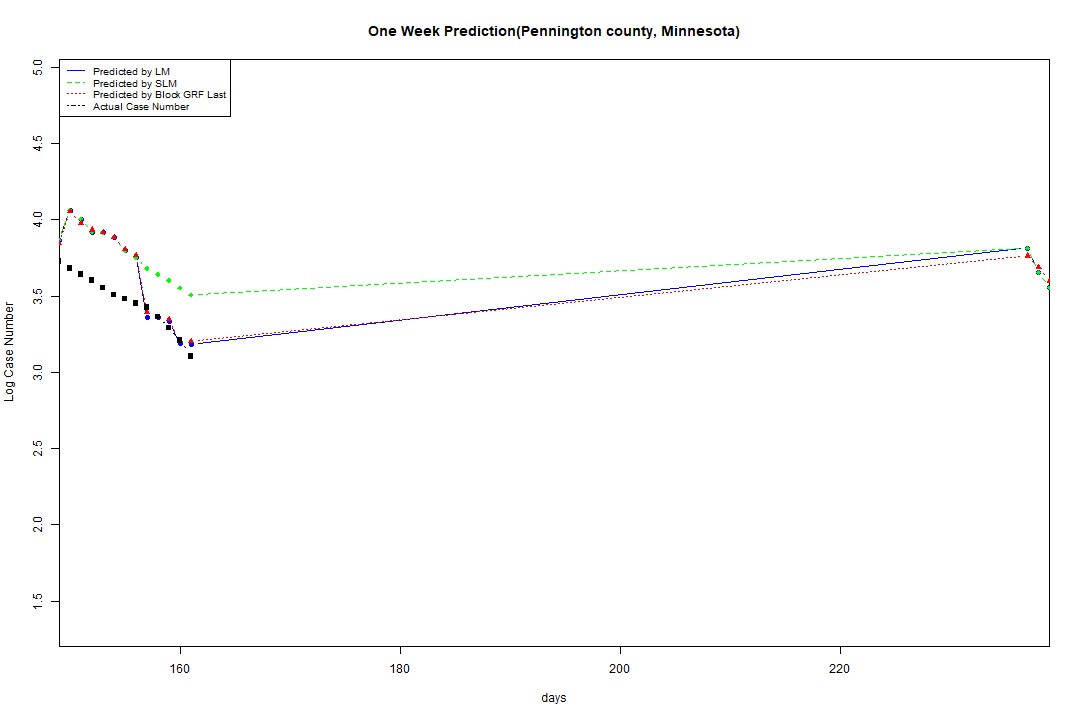 One Week Prediction(Pennington county, Minnesota)
Predicted by LM
Predicted by SLM
Predicted by Block GRF Last
Actual Case Number
5.0
4.5
4.0
3.5
3.0
2.5
2.0
1.5
Log Case Number
160
180
200
220
days